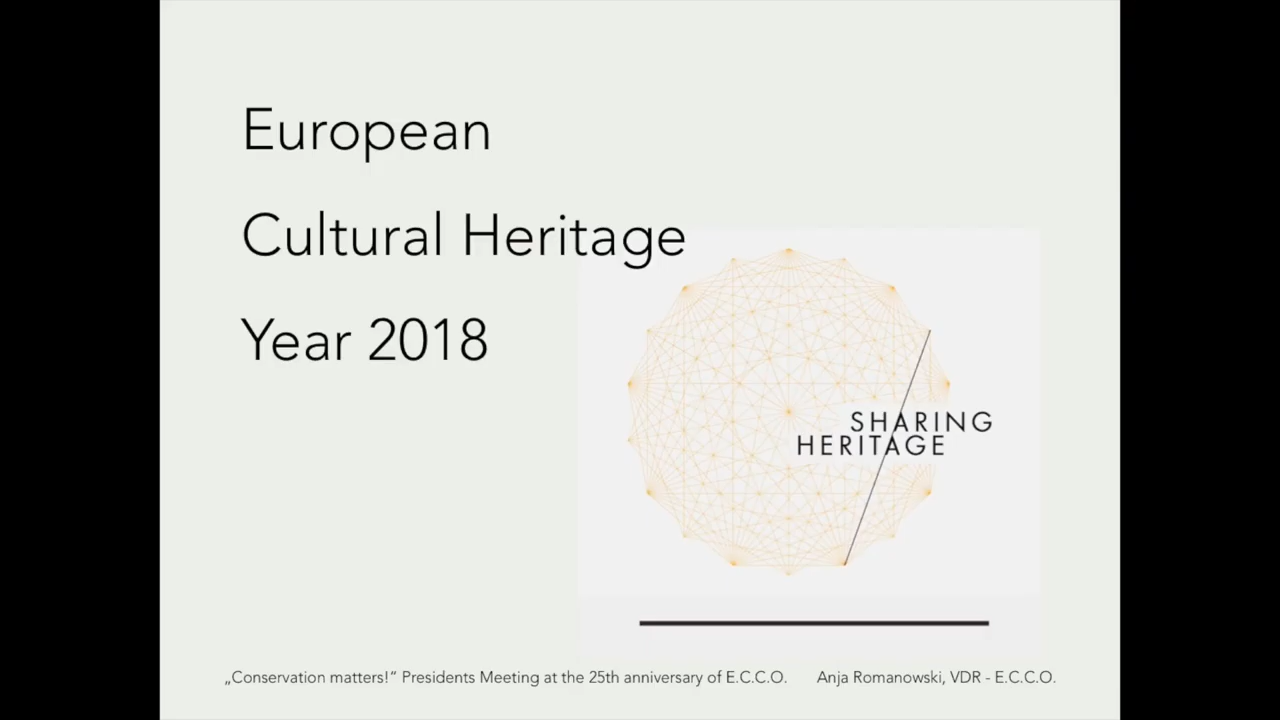 European
Cultural Heritage
Year 2018
SHARING
HERITAGE
„Conservation matters!“ Presidents Meeting at the 25th anniversary of E.C.C.O. Anja Romanowski, VDR - E.C.C.O.